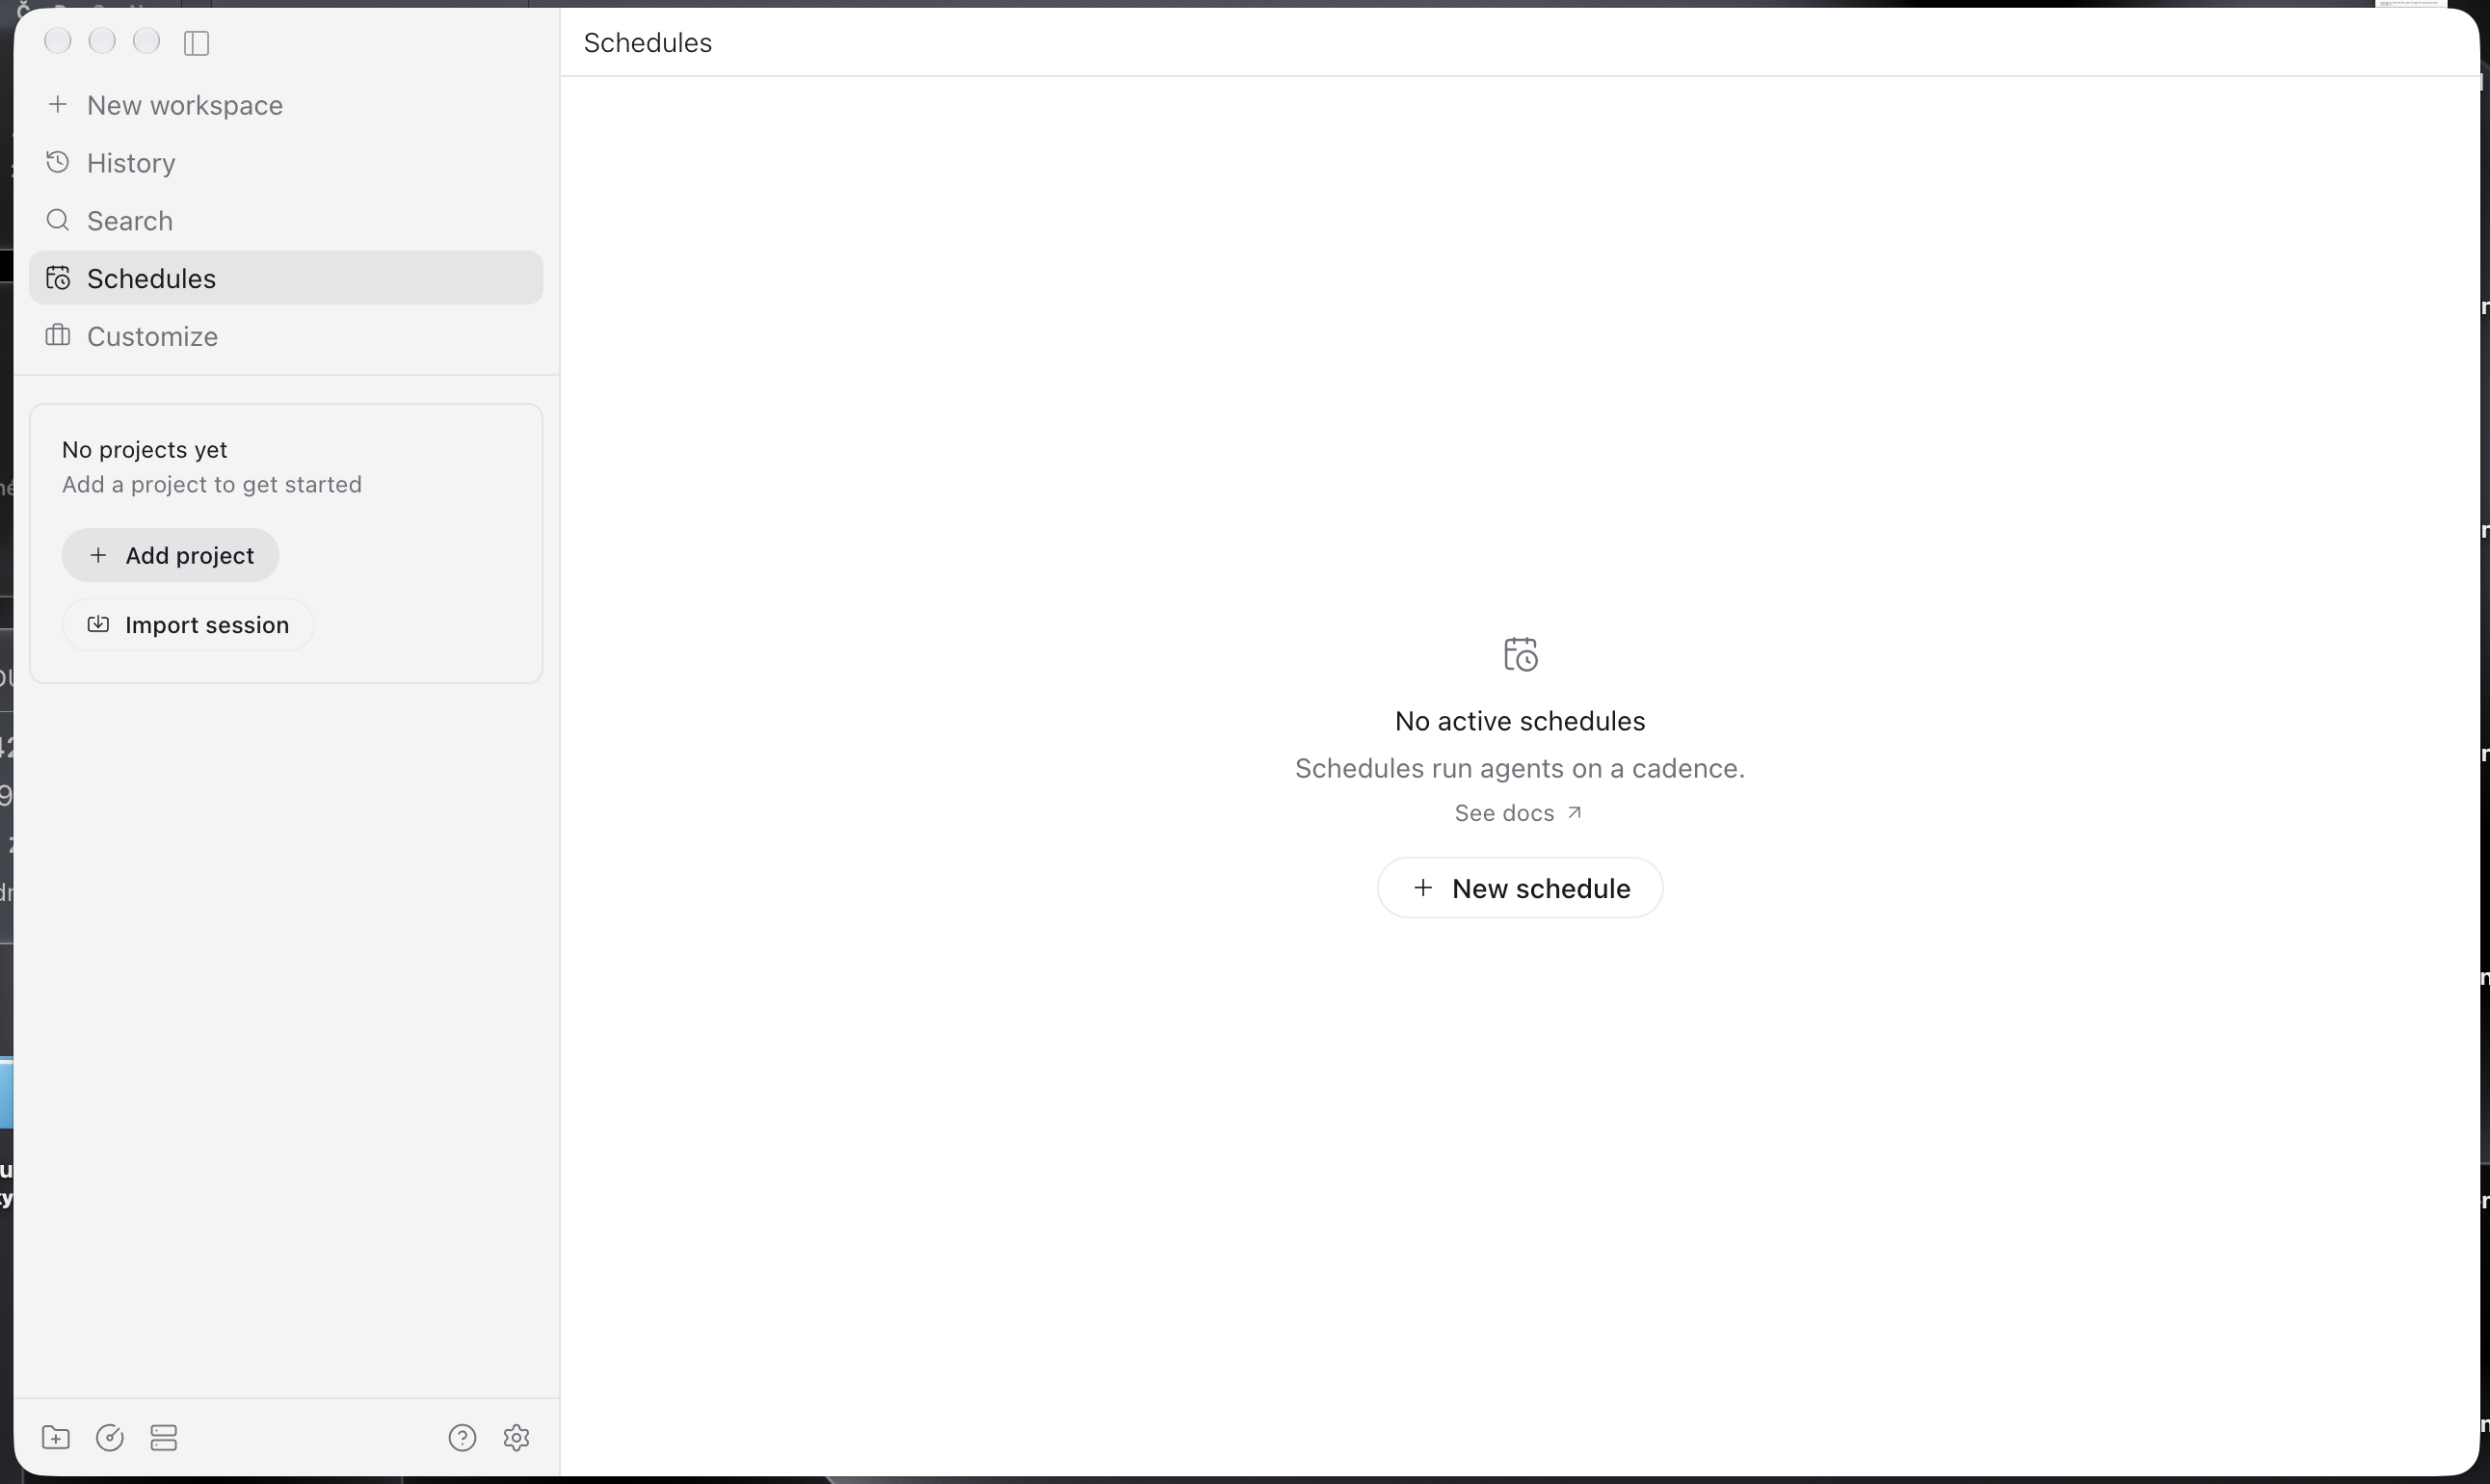 Schedules
New workspace
History
Search
Schedules
Customize
No projects yet
Add a project to get started
Add project
Import session
No active schedules
Schedules run agents on a cadence.
See docs
New schedule